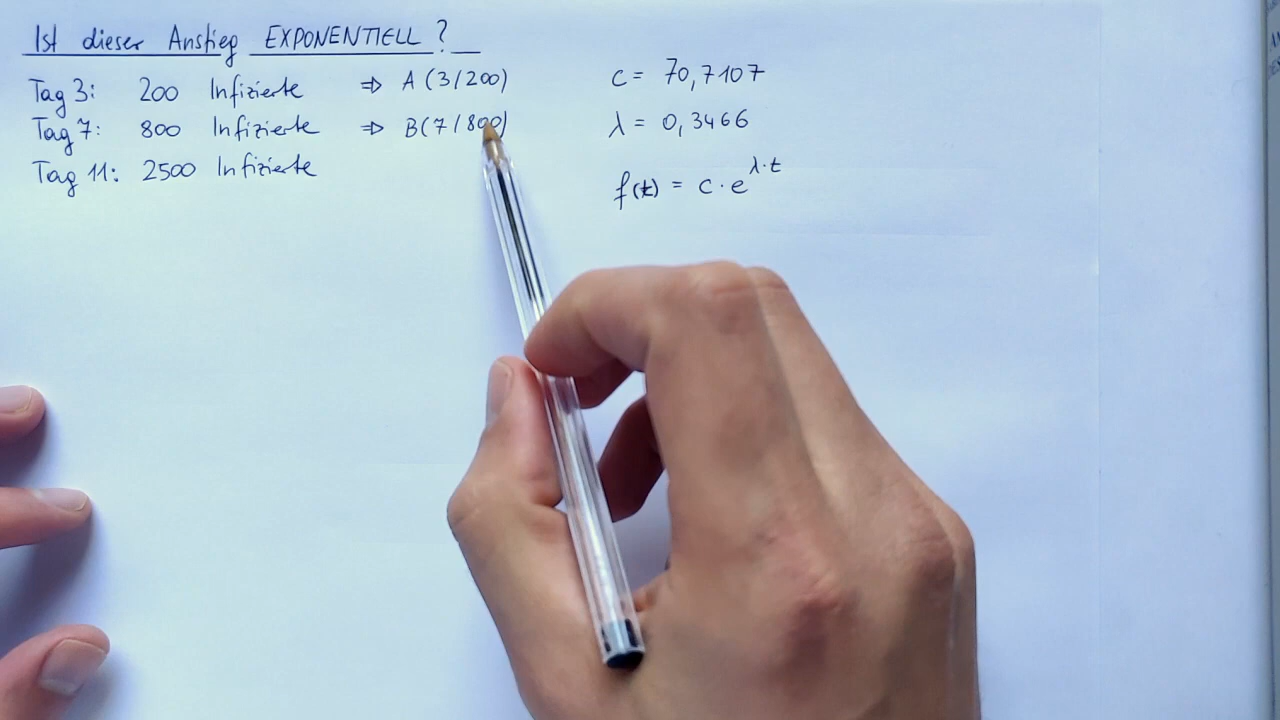 Ist dieser Anstieg EXPONENTIELL?
Tag 3: 200 Infizierte ⇒ A(3/200)
Tag 7: 800 Infizierte ⇒ B(7/800)
Tag 11: 2500 Infizierte
c = 70,7107
λ = 0,3466
f(t) = c · e^λ·t